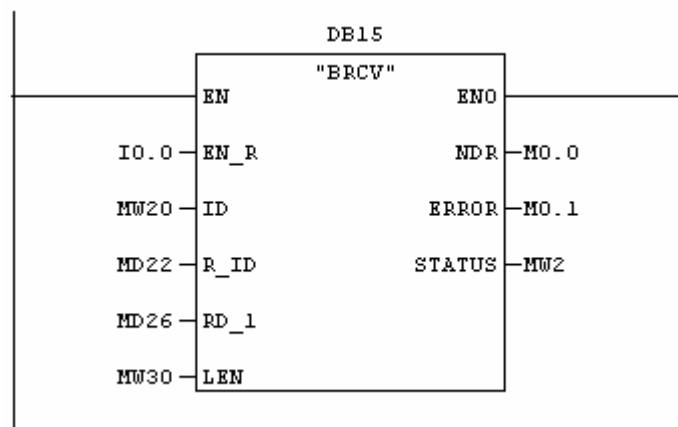 DB15
"BRCV"
EN ENO
I0.0 EN_R NDR M0.0
MW20 ID ERROR M0.1
MD22 R_ID STATUS MW2
MD26 RD_1
MW30 LEN